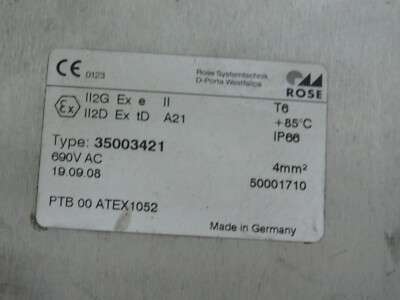 CE 0123 Rose Systemtechnik
D-Porta Westfalica
ROSE
Ex II2G Ex e II T6
II2D Ex tD A21 +85°C
IP66
Type: 35003421
690V AC 4mm²
19.09.08 50001710
PTB 00 ATEX1052
Made in Germany